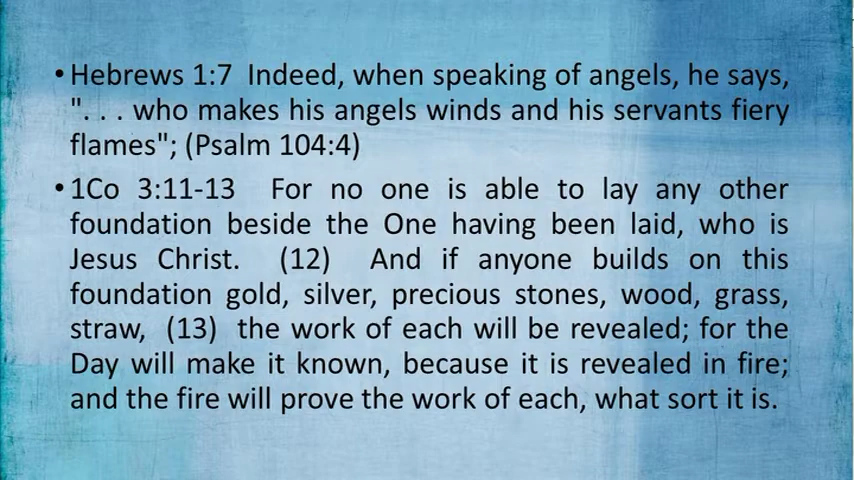 •Hebrews 1:7  Indeed, when speaking of angels, he says,
". . . who makes his angels winds and his servants fiery
flames"; (Psalm 104:4)
•1Co 3:11-13  For no one is able to lay any other
foundation beside the One having been laid, who is
Jesus Christ.  (12)  And if anyone builds on this
foundation gold, silver, precious stones, wood, grass,
straw,  (13)  the work of each will be revealed; for the
Day will make it known, because it is revealed in fire;
and the fire will prove the work of each, what sort it is.